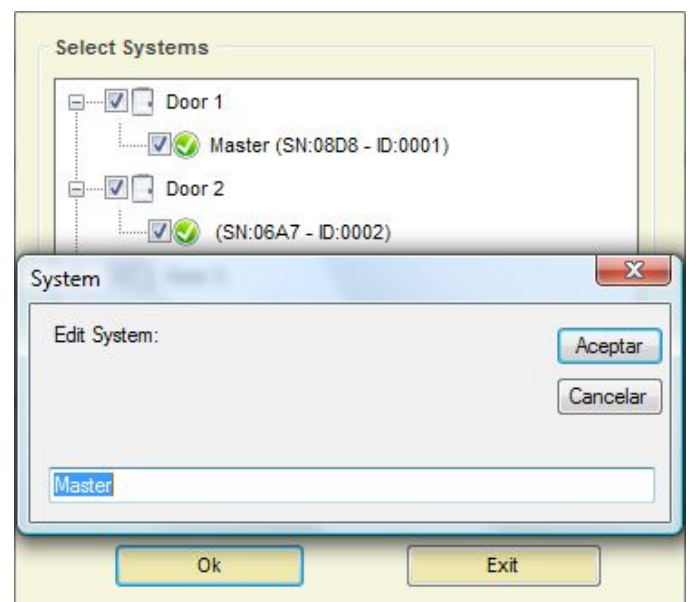 Select Systems
Door 1
Master (SN:08D8 - ID:0001)
Door 2
(SN:06A7 - ID:0002)
System
Edit System:
Aceptar
Cancelar
Master
Ok
Exit